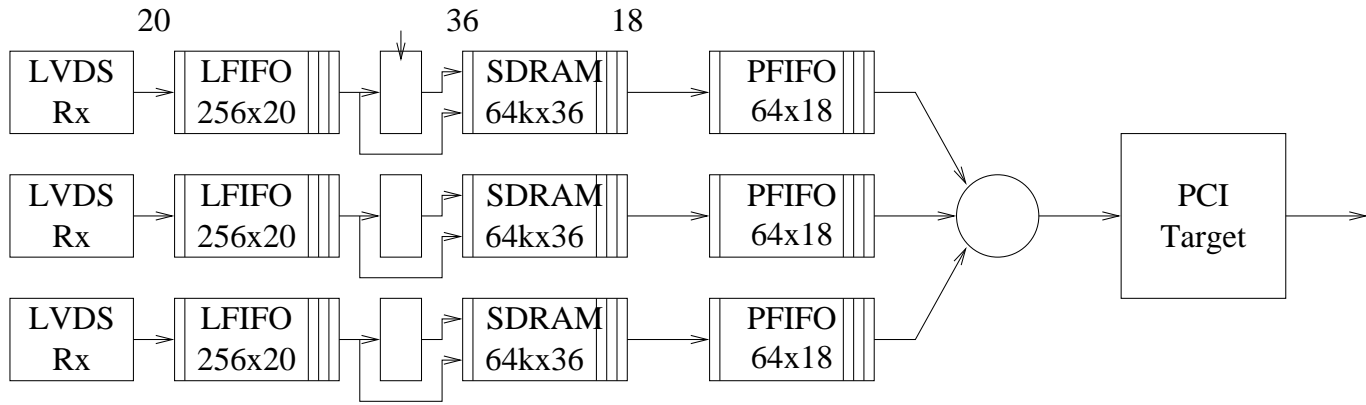 20 36 18
LVDS LFIFO SDRAM PFIFO
Rx 256x20 64kx36 64x18
LVDS LFIFO SDRAM PFIFO PCI
Rx 256x20 64kx36 64x18 Target
LVDS LFIFO SDRAM PFIFO
Rx 256x20 64kx36 64x18